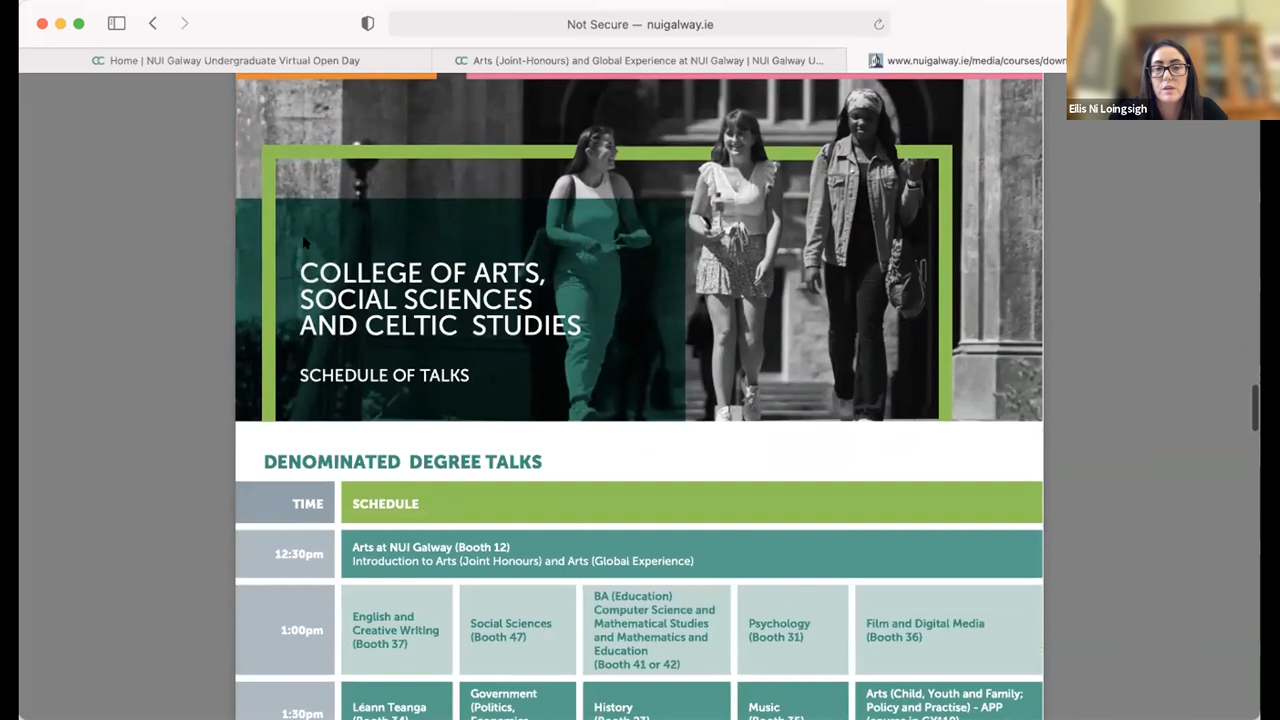 Not Secure — nuigalway.ie
Home | NUI Galway Undergraduate Virtual Open Day
Arts (Joint-Honours) and Global Experience at NUI Galway | NUI Galway U...
www.nuigalway.ie/media/courses/down
Eilis Ni Loingsigh
COLLEGE OF ARTS,
SOCIAL SCIENCES
AND CELTIC STUDIES
SCHEDULE OF TALKS
DENOMINATED DEGREE TALKS
TIME
SCHEDULE
12:30pm
Arts at NUI Galway (Booth 12)
Introduction to Arts (Joint Honours) and Arts (Global Experience)
1:00pm
English and
Creative Writing
(Booth 37)
Social Sciences
(Booth 47)
BA (Education)
Computer Science and
Mathematical Studies
and Mathematics and
Education
(Booth 41 or 42)
Psychology
(Booth 31)
Film and Digital Media
(Booth 36)
1:30pm
Léann Teanga
Government
(Politics,
History
Music
Arts (Child, Youth and Family;
Policy and Practise) - APP